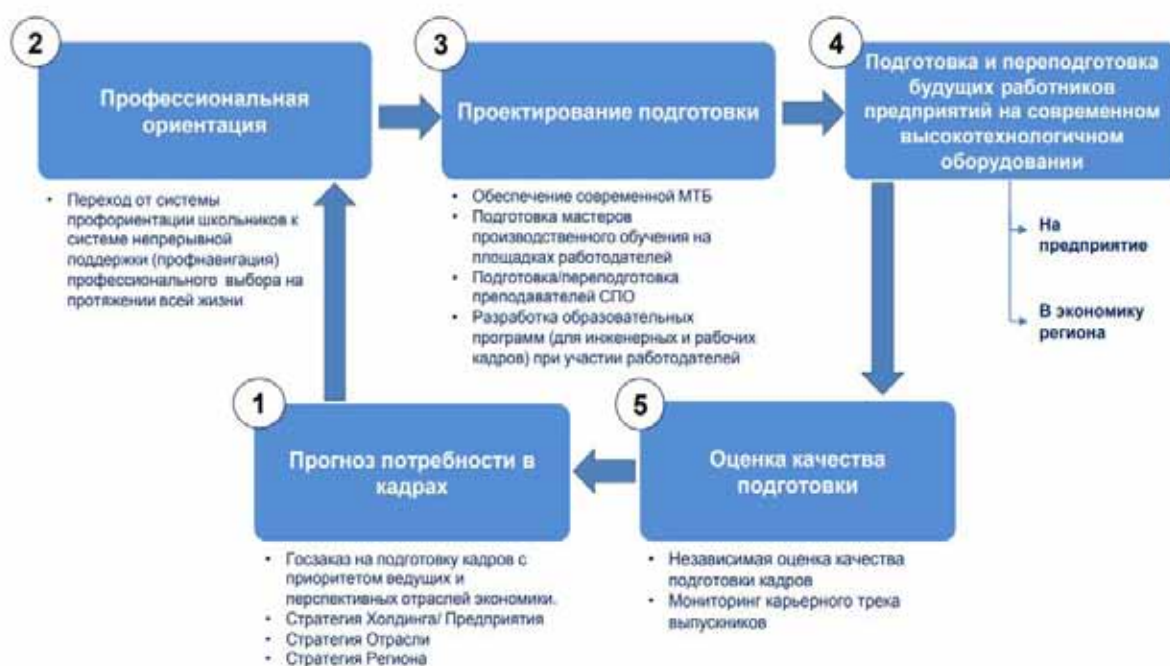 2
Профессиональная
ориентация
• Переход от системы
профориентации школьников к
системе непрерывной
поддержки (профнавигация)
профессионального выбора на
протяжении всей жизни
3
Проектирование подготовки
• Обеспечение современной МТБ
• Подготовка мастеров
производственного обучения на
площадках работодателей
• Подготовка/переподготовка
преподавателей СПО
• Разработка образовательных
программ (для инженерных и рабочих
кадров) при участии работодателей
4
Подготовка и переподготовка
будущих работников
предприятий на современном
высокотехнологичном
оборудовании
На
предприятие
В экономику
региона
1
Прогноз потребности в
кадрах
• Госзаказ на подготовку кадров с
приоритетом ведущих и
перспективных отраслей экономики.
• Стратегия Холдинга/ Предприятия
• Стратегия Отрасли
• Стратегия Региона
5
Оценка качества
подготовки
• Независимая оценка качества
подготовки кадров
• Мониторинг карьерного трека
выпускников